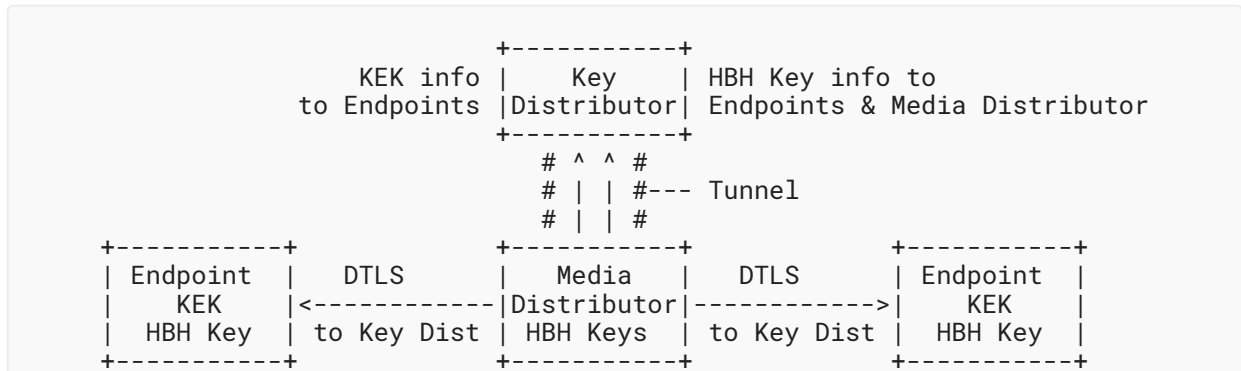 +-----------+
                 KEK info |    Key    | HBH Key info to
             to Endpoints |Distributor| Endpoints & Media Distributor
                          +-----------+
                             # ^ ^ #
                             # | | #--- Tunnel
                             # | | #
+-----------+             +-----------+             +-----------+
| Endpoint  |   DTLS      |   Media   |   DTLS      | Endpoint  |
|    KEK    |<------------|Distributor|------------>|    KEK    |
|  HBH Key  | to Key Dist | HBH Keys  | to Key Dist |  HBH Key  |
+-----------+             +-----------+             +-----------+